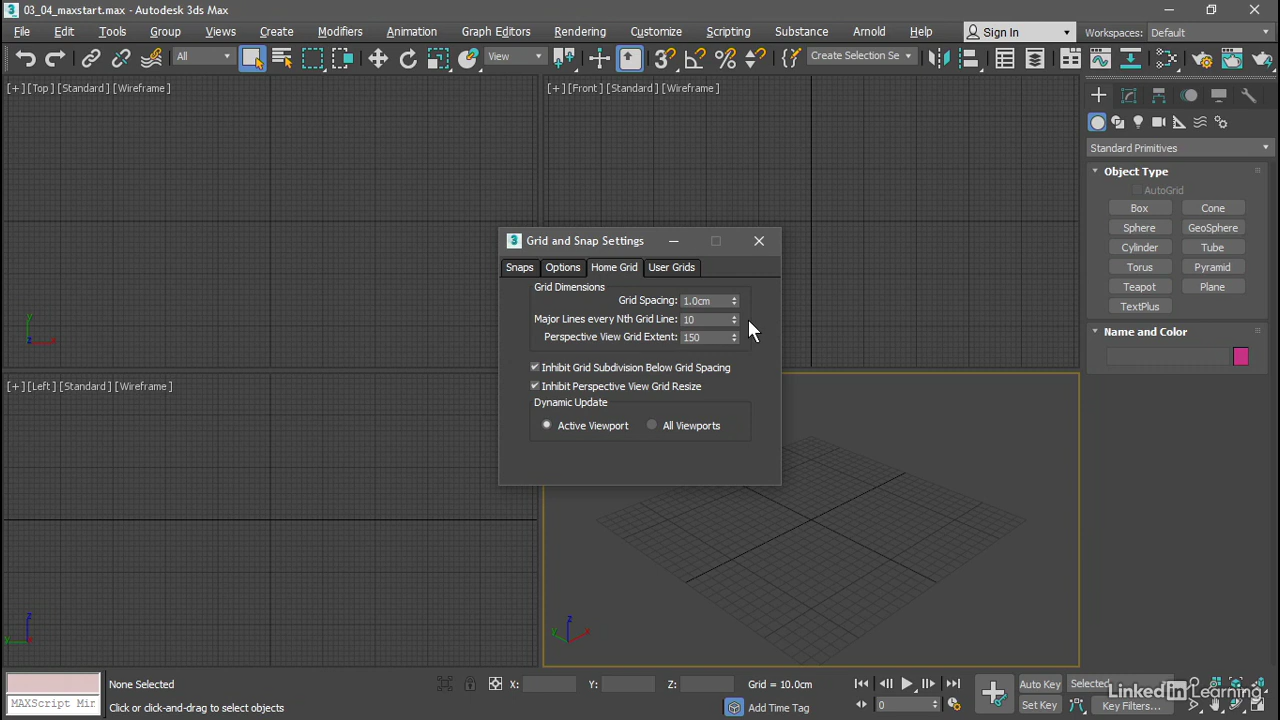 03_04_maxstart.max - Autodesk 3ds Max
File Edit Tools Group Views Create Modifiers Animation Graph Editors Rendering Customize Scripting Substance Arnold Help Sign In Workspaces: Default
All View Create Selection Se
[+] [Top] [Standard] [Wireframe]
[+] [Front] [Standard] [Wireframe]
Standard Primitives
Object Type
AutoGrid
Box Cone
Sphere GeoSphere
Cylinder Tube
Torus Pyramid
Teapot Plane
TextPlus
Name and Color
Grid and Snap Settings
Snaps Options Home Grid User Grids
Grid Dimensions
Grid Spacing: 1.0cm
Major Lines every Nth Grid Line: 10
Perspective View Grid Extent: 150
Inhibit Grid Subdivision Below Grid Spacing
Inhibit Perspective View Grid Resize
Dynamic Update
Active Viewport All Viewports
[+] [Left] [Standard] [Wireframe]
y x
z y
z y x
None Selected X: Y: Z: Grid = 10.0cm Auto Key Selected
MAXScript Mir Click or click-and-drag to select objects Add Time Tag 0 Set Key Key Filters...
LinkedIn Learning